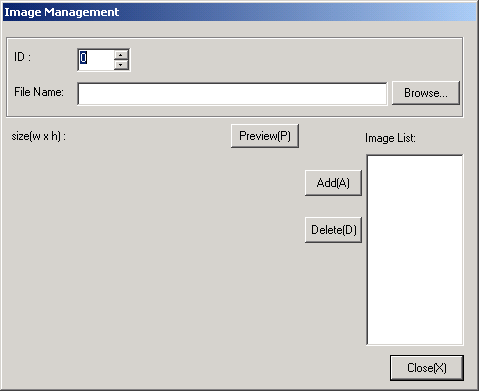 Image Management
ID :
0
File Name:
Browse...
size(w x h) :
Preview(P)
Image List:
Add(A)
Delete(D)
Close(X)